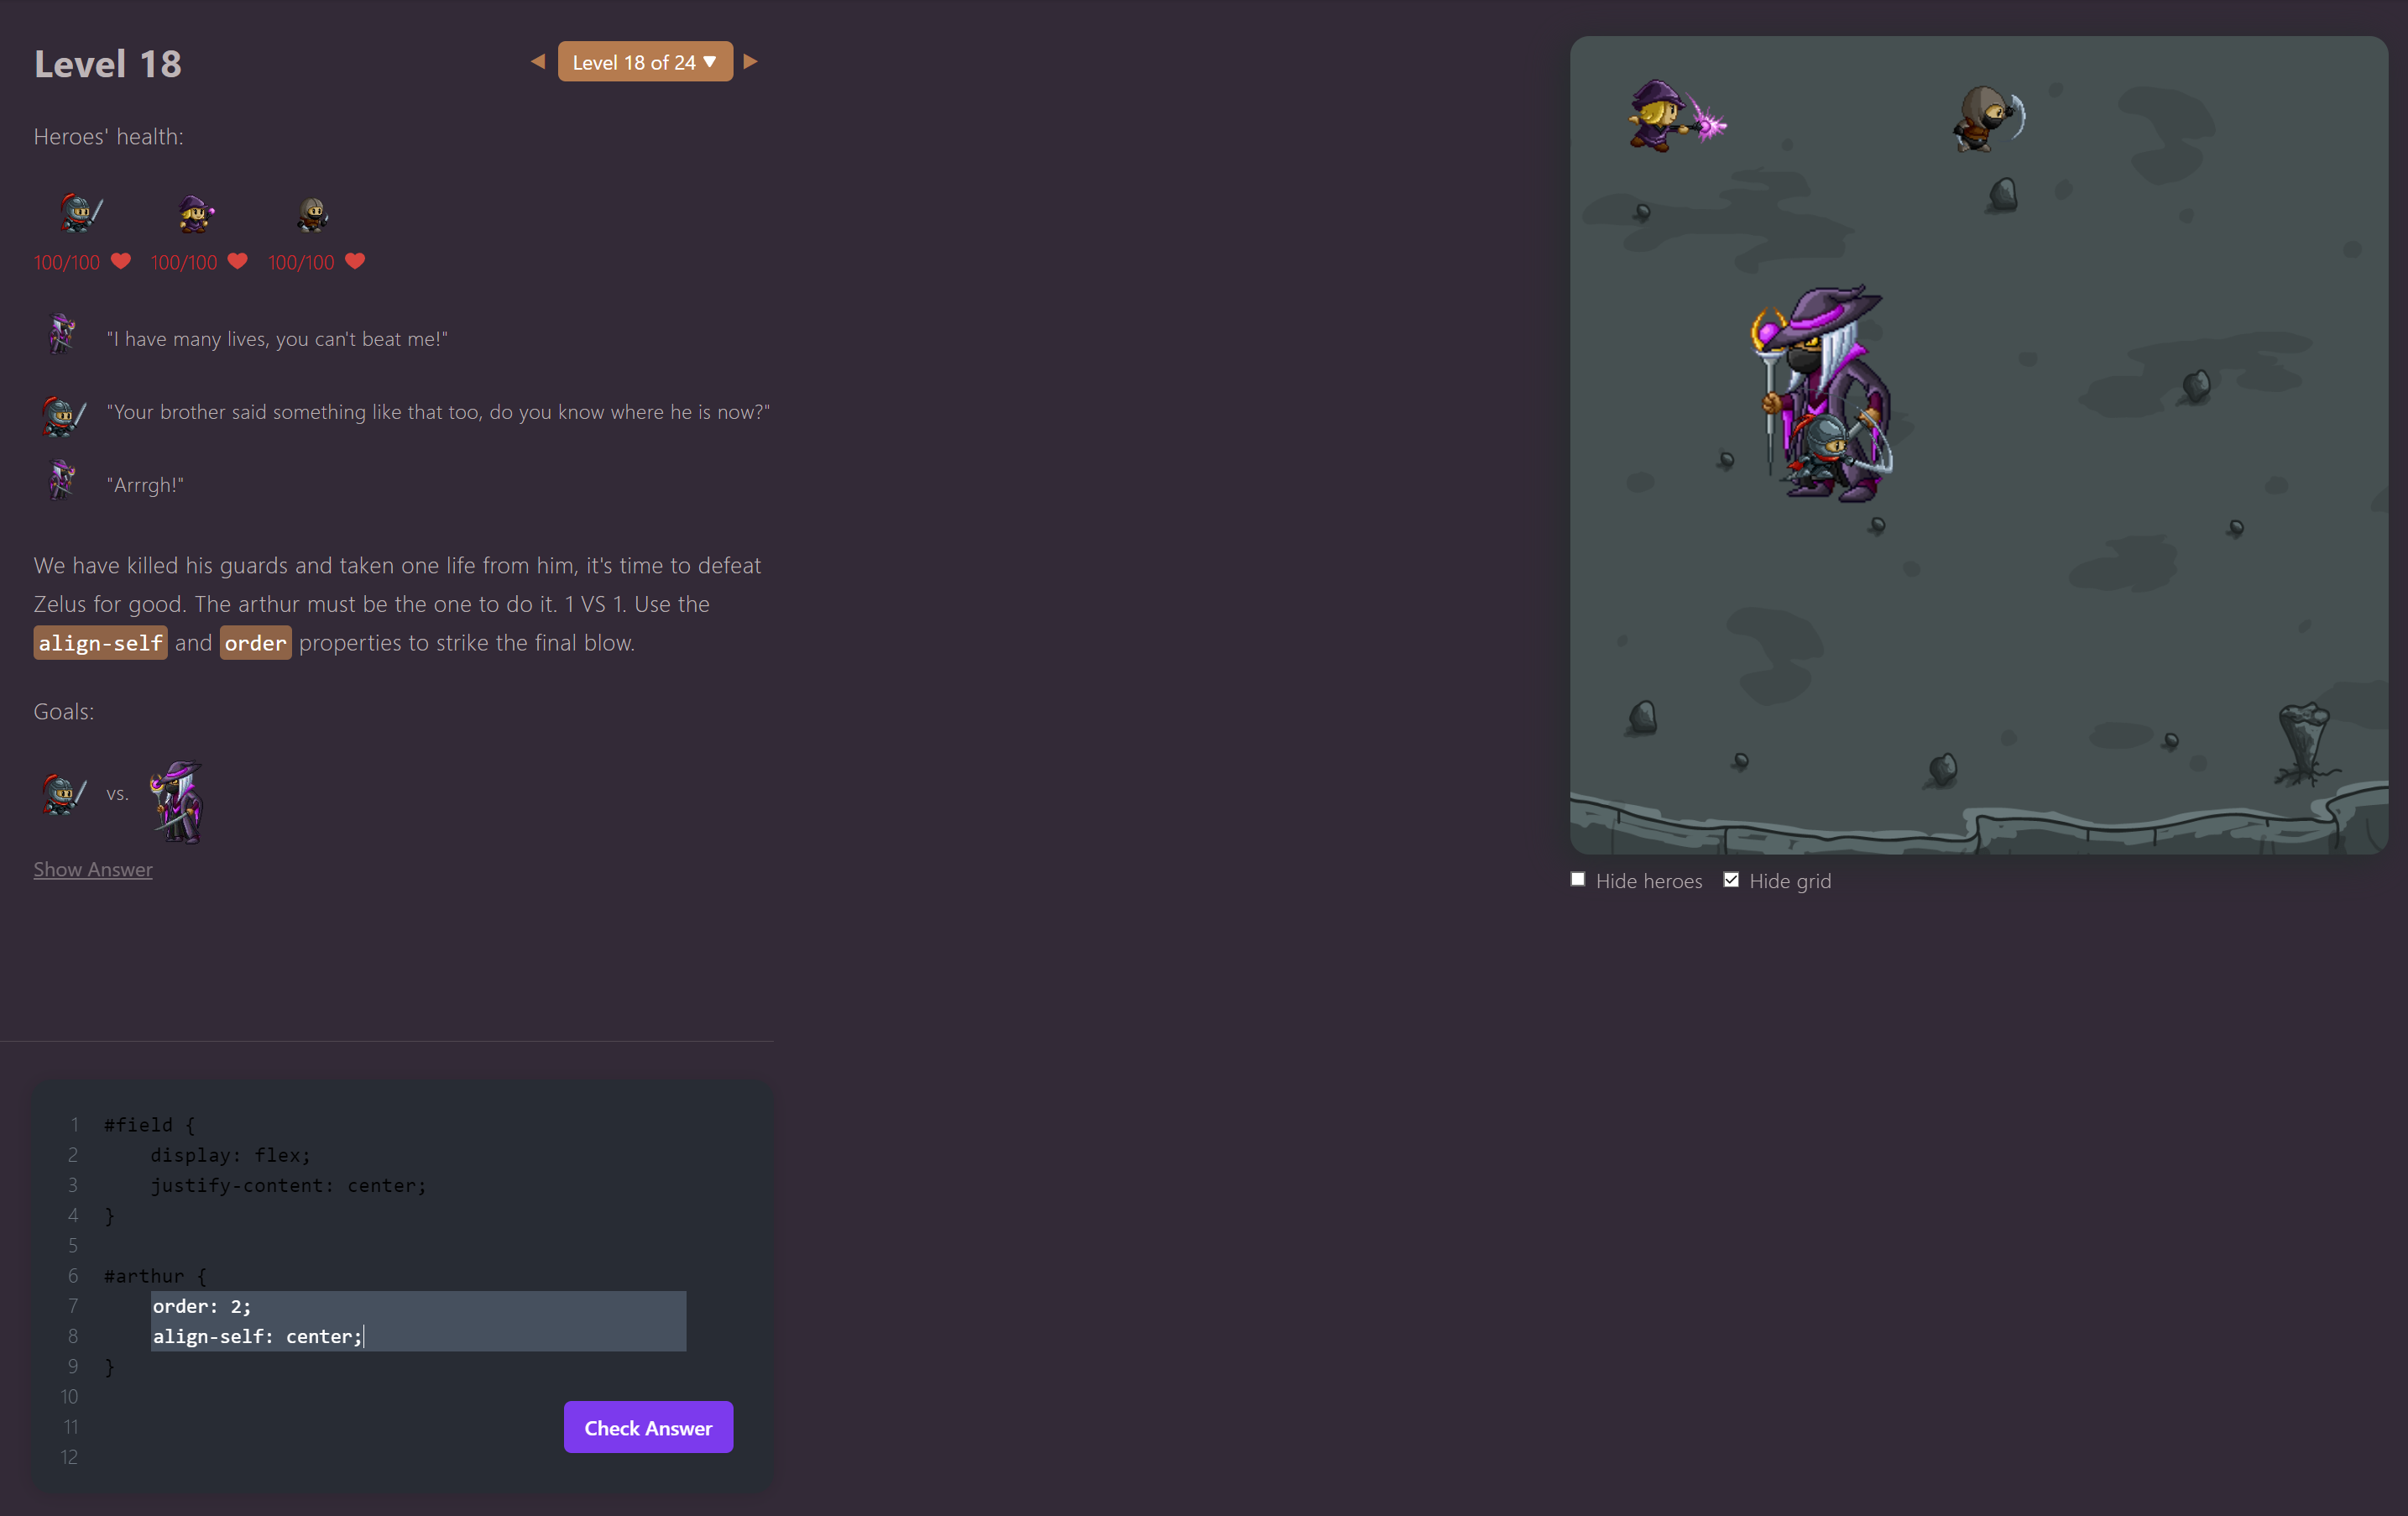 Level 18
◀ Level 18 of 24 ▼ ▶
Heroes' health:
100/100 ❤ 100/100 ❤ 100/100 ❤
"I have many lives, you can't beat me!"
"Your brother said something like that too, do you know where he is now?"
"Arrrgh!"
We have killed his guards and taken one life from him, it's time to defeat
Zelus for good. The arthur must be the one to do it. 1 VS 1. Use the
align-self and order properties to strike the final blow.
Goals:
vs.
Show Answer
1 #field {
2 display: flex;
3 justify-content: center;
4 }
5
6 #arthur {
7 order: 2;
8 align-self: center;
9 }
10
11
12
Check Answer
Hide heroes Hide grid